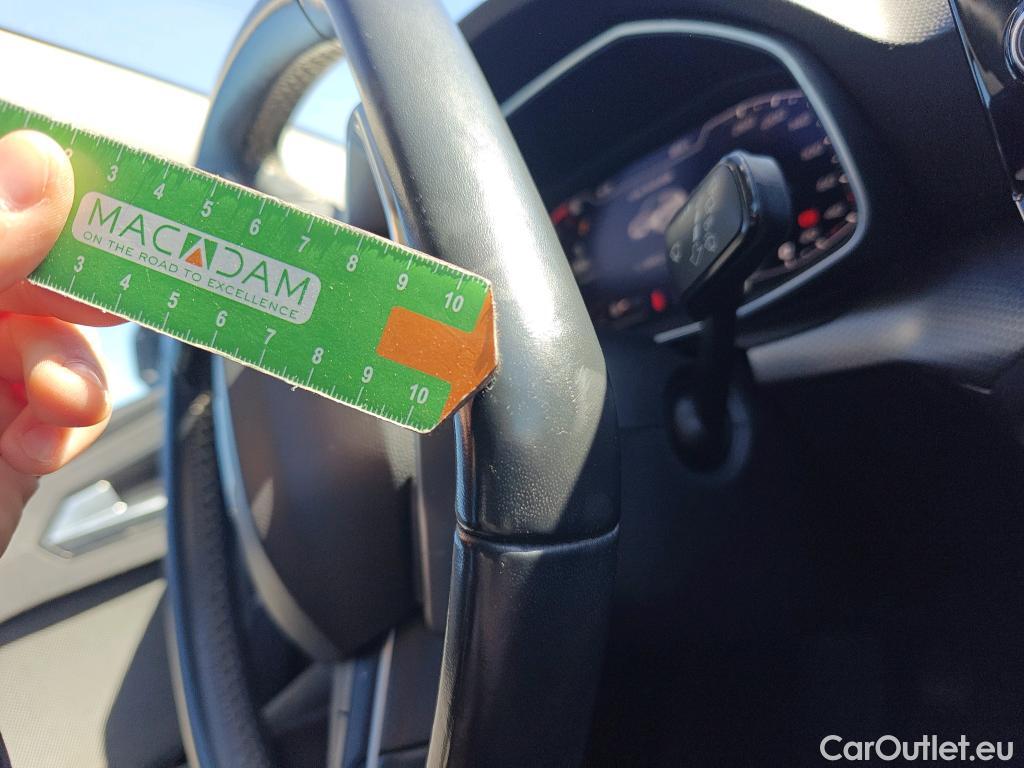 3 4 5 6 7 8 9 10
MACADAM
ON THE ROAD TO EXCELLENCE
3 4 5 6 7 8 9 10
CarOutlet.eu